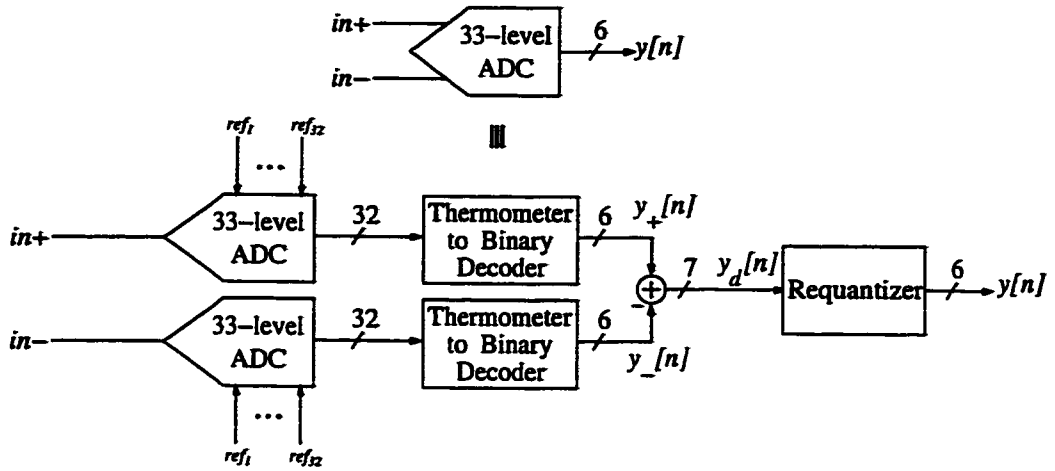 in+
in−
33−level
ADC
6
y[n]
≡
ref1 ... ref32
in+
33−level
ADC
32
Thermometer
to Binary
Decoder
6
y+[n]
−
+
7
yd[n]
Requantizer
6
y[n]
in−
33−level
ADC
32
Thermometer
to Binary
Decoder
6
y−[n]
ref1 ... ref32